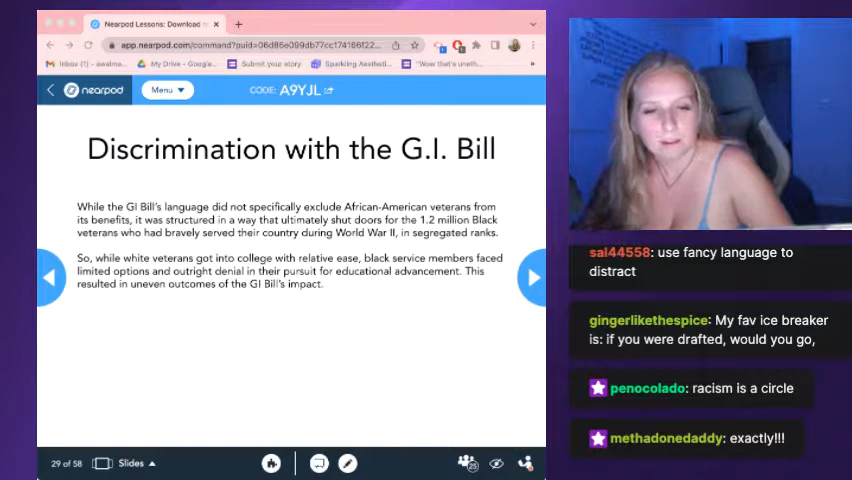 Nearpod Lessons: Download
app.nearpod.com/command?puid=06d85e099db77cc174166f22...
Inbox (0) –
My Drive – Google...
Submit your story
Sparkling Aestheti...
"Wow that's uneth...
nearpod
Menu
CODE: A9YJL
Discrimination with the G.I. Bill
While the GI Bill's language did not specifically exclude African-American veterans from
its benefits, it was structured in a way that ultimately shut doors for the 1.2 million Black
veterans who had bravely served their country during World War II, in segregated ranks.
So, while white veterans got into college with relative ease, black service members faced
limited options and outright denial in their pursuit for educational advancement. This
resulted in uneven outcomes of the GI Bill's impact.
29 of 58
Slides
25
sal44558: use fancy language to
distract
gingerlikethespice: My fav ice breaker
is: if you were drafted, would you go,
penocolado: racism is a circle
methadonedaddy: exactly!!!